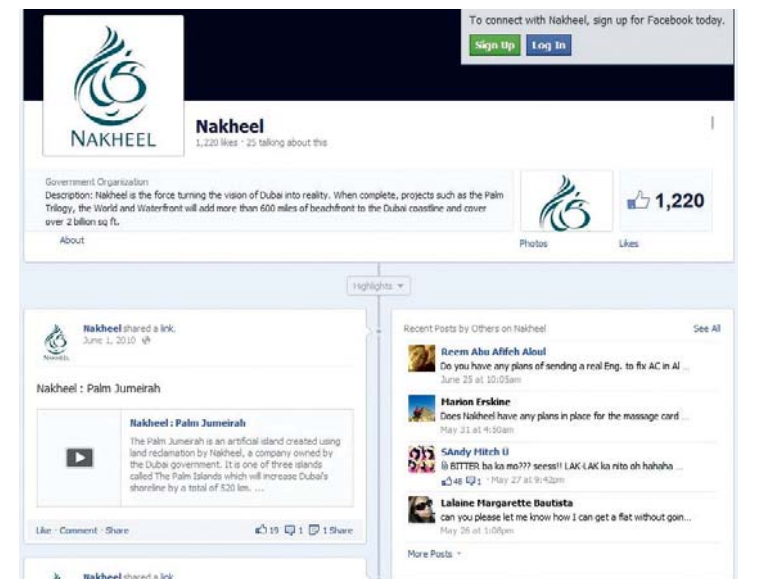 To connect with Nakheel, sign up for Facebook today.
Sign Up Log In
NAKHEEL
Nakheel
1,220 likes · 25 talking about this
Government Organization
Description: Nakheel is the force turning the vision of Dubai into reality. When complete, projects such as the Palm
Trilogy, the World and Waterfront will add more than 600 miles of beachfront to the Dubai coastline and cover
over 2 billion sq ft.
About
1,220
Photos
Likes
Highlights
Nakheel shared a link.
June 1, 2010
NAKHEEL
Nakheel : Palm Jumeirah
Nakheel : Palm Jumeirah
The Palm Jumeirah is an artificial island created using
land reclamation by Nakheel, a company owned by
the Dubai government. It is one of three islands
called The Palm Islands which will increase Dubai's
shoreline by a total of 520 km. ...
Like · Comment · Share
19 1 1 Share
Recent Posts by Others on Nakheel
See All
Reem Abu Afifeh Aloul
Do you have any plans of sending a real Eng. to fix AC in Al ...
June 25 at 10:05am
Marion Erskine
Does Nakheel have any plans in place for the massage card ...
May 31 at 4:50am
SAndy Mitch Ü
BITTER ba ka mo??? seess!! LAK-LAK ka nito oh hahaha ...
48 1 · May 27 at 9:42pm
Lalaine Margarette Bautista
can you please let me know how I can get a flat without goin...
May 26 at 1:08pm
More Posts
Nakheel shared a link.